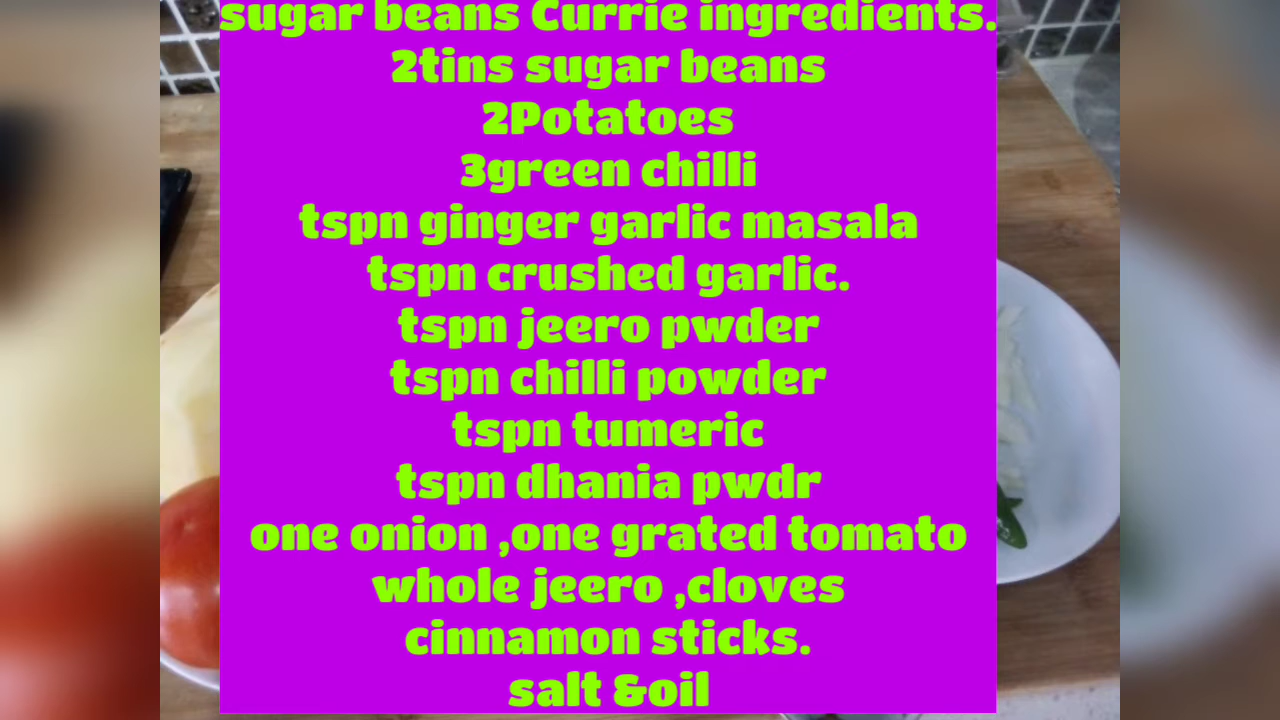 sugar beans Currie ingredients.
2tins sugar beans
2Potatoes
3green chilli
tspn ginger garlic masala
tspn crushed garlic.
tspn jeero pwder
tspn chilli powder
tspn tumeric
tspn dhania pwdr
one onion ,one grated tomato
whole jeero ,cloves
cinnamon sticks.
salt &oil